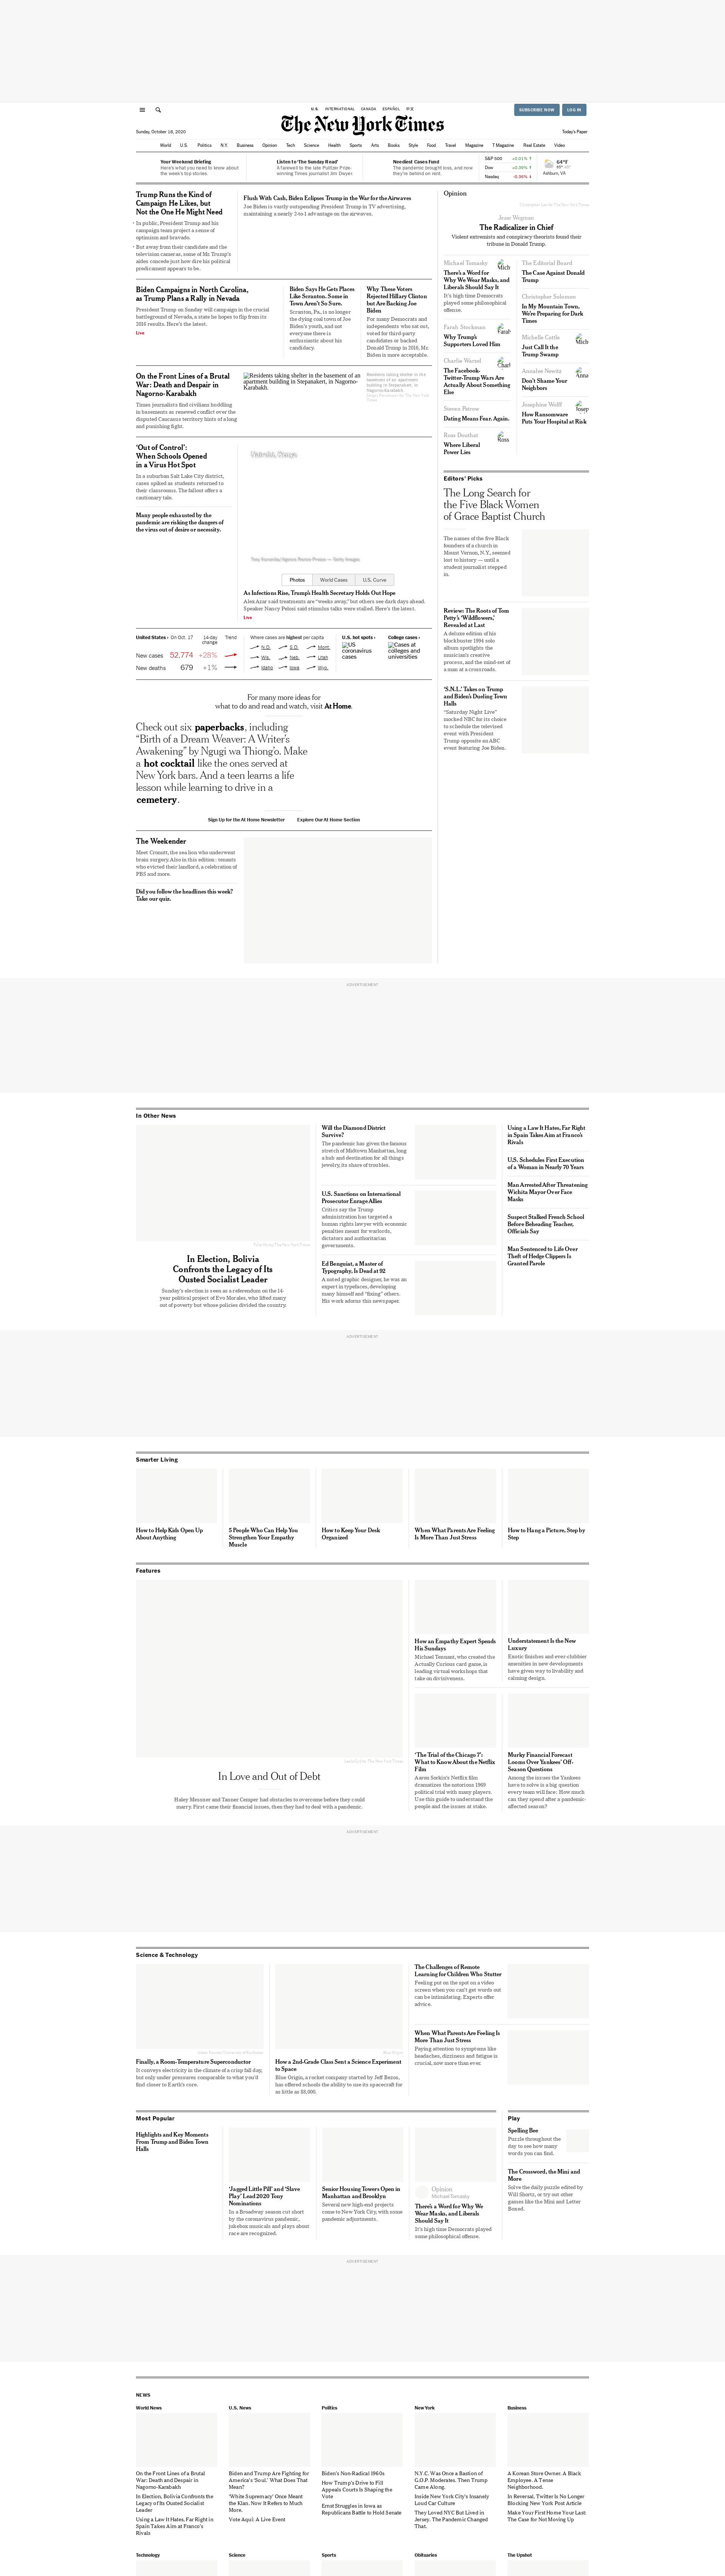 U.S.
INTERNATIONAL
CANADA
ESPAÑOL
中文
SUBSCRIBE NOW
LOG IN
The New York Times
Sunday, October 18, 2020
Today's Paper
World
U.S.
Politics
N.Y.
Business
Opinion
Tech
Science
Health
Sports
Arts
Books
Style
Food
Travel
Magazine
T Magazine
Real Estate
Video
Your Weekend Briefing
Here's what you need to know about
the week's top stories.
Listen to 'The Sunday Read'
A farewell to the late Pulitzer Prize-
winning Times journalist Jim Dwyer.
Neediest Cases Fund
The pandemic brought loss, and now
they're behind on rent.
S&P 500 +0.01% ↑
Dow +0.39% ↑
Nasdaq -0.36% ↓
64°F
Ashburn, VA
Trump Runs the Kind of
Campaign He Likes, but
Not the One He Might Need
• In public, President Trump and his
campaign team project a sense of
optimism and bravado.
• But away from their candidate and the
television cameras, some of Mr. Trump's
aides concede just how dire his political
predicament appears to be.
Flush With Cash, Biden Eclipses Trump in the War for the Airwaves
Joe Biden is vastly outspending President Trump in TV advertising,
maintaining a nearly 2-to-1 advantage on the airwaves.
Biden Campaigns in North Carolina,
as Trump Plans a Rally in Nevada
President Trump on Sunday will campaign in the crucial
battleground of Nevada, a state he hopes to flip from its
2016 results. Here's the latest.
Live
Biden Says He Gets Places
Like Scranton. Some in
Town Aren't So Sure.
Scranton, Pa., is no longer
the dying coal town of Joe
Biden's youth, and not
everyone there is
enthusiastic about his
candidacy.
Why These Voters
Rejected Hillary Clinton
but Are Backing Joe
Biden
For many Democrats and
independents who sat out,
voted for third-party
candidates or backed
Donald Trump in 2016, Mr.
Biden is more acceptable.
On the Front Lines of a Brutal
War: Death and Despair in
Nagorno-Karabakh
Times journalists find civilians huddling
in basements as renewed conflict over the
disputed Caucasus territory hints of a long
and punishing fight.
Residents taking shelter in the basement of an
apartment building in Stepanakert, in Nagorno-
Karabakh.
Residents taking shelter in the
basement of an apartment
building in Stepanakert, in
Nagorno-Karabakh.
'Out of Control':
When Schools Opened
in a Virus Hot Spot
In a suburban Salt Lake City district,
cases spiked as students returned to
their classrooms. The fallout offers a
cautionary tale.
Many people exhausted by the
pandemic are risking the dangers of
the virus out of desire or necessity.
Photos
World Cases
U.S. Curve
As Infections Rise, Trump's Health Secretary Holds Out Hope
Alex Azar said treatments are "weeks away," but others see dark days ahead.
Speaker Nancy Pelosi said stimulus talks were stalled. Here's the latest.
Live
United States › On Oct. 17
14-day
change
Trend
New cases 52,774 +28%
New deaths 679 +1%
Where cases are highest per capita
N.D.
S.D.
Mont.
Wis.
Neb.
Utah
Idaho
Iowa
Wyo.
U.S. hot spots ›
US
coronavirus
cases
College cases ›
Cases at
colleges and
universities
For many more ideas for
what to do and read and watch, visit At Home.
Check out six paperbacks, including
"Birth of a Dream Weaver: A Writer's
Awakening" by Ngugi wa Thiong'o. Make
a hot cocktail like the ones served at
New York bars. And a teen learns a life
lesson while learning to drive in a
cemetery.
Sign Up for the At Home Newsletter
Explore Our At Home Section
The Weekender
Meet Cromutt, the sea lion who underwent
brain surgery. Also in this edition: tenants
who evicted their landlord, a celebration of
PBS and more.
Did you follow the headlines this week?
Take our quiz.
Opinion
Jesse Wegman
The Radicalizer in Chief
Violent extremists and conspiracy theorists found their
tribune in Donald Trump.
Michael Tomasky
There's a Word for
Why We Wear Masks, and
Liberals Should Say It
It's high time Democrats
played some philosophical
offense.
Farah Stockman
Why Trump's
Supporters Loved Him
Charlie Warzel
The Facebook-
Twitter-Trump Wars Are
Actually About Something
Else
Steven Petrow
Dating Means Fear. Again.
Ross Douthat
Where Liberal
Power Lies
The Editorial Board
The Case Against Donald
Trump
Christopher Solomon
In My Mountain Town,
We're Preparing for Dark
Times
Michelle Cottle
Just Call It the
Trump Swamp
Annalee Newitz
Don't Shame Your
Neighbors
Josephine Wolff
How Ransomware
Puts Your Hospital at Risk
Editors' Picks
The Long Search for
the Five Black Women
of Grace Baptist Church
The names of the five Black
founders of a church in
Mount Vernon, N.Y., seemed
lost to history — until a
student journalist stepped
in.
Review: The Roots of Tom
Petty's 'Wildflowers,'
Revealed at Last
A deluxe edition of his
blockbuster 1994 solo
album spotlights the
musician's creative
process, and the mind-set of
a man at a crossroads.
'S.N.L.' Takes on Trump
and Biden's Dueling Town
Halls
"Saturday Night Live"
mocked NBC for its choice
to schedule the televised
event with President
Trump opposite an ABC
event featuring Joe Biden.
ADVERTISEMENT
In Other News
In Election, Bolivia
Confronts the Legacy of Its
Ousted Socialist Leader
Sunday's election is seen as a referendum on the 14-
year political project of Evo Morales, who lifted many
out of poverty but whose policies divided the country.
Will the Diamond District
Survive?
The pandemic has given the famous
stretch of Midtown Manhattan, long
a hub and destination for all things
jewelry, its share of troubles.
U.S. Sanctions on International
Prosecutor Enrage Allies
Critics say the Trump
administration has targeted a
human rights lawyer with economic
penalties meant for warlords,
dictators and authoritarian
governments.
Ed Benguiat, a Master of
Typography, Is Dead at 92
A noted graphic designer, he was an
expert in typefaces, developing
many himself and "fixing" others.
His work adorns this newspaper.
Using a Law It Hates, Far Right
in Spain Takes Aim at Franco's
Rivals
U.S. Schedules First Execution
of a Woman in Nearly 70 Years
Man Arrested After Threatening
Wichita Mayor Over Face
Masks
Suspect Stalked French School
Before Beheading Teacher,
Officials Say
Man Sentenced to Life Over
Theft of Hedge Clippers Is
Granted Parole
ADVERTISEMENT
Smarter Living
How to Help Kids Open Up
About Anything
5 People Who Can Help You
Strengthen Your Empathy
Muscle
How to Keep Your Desk
Organized
When What Parents Are Feeling
Is More Than Just Stress
How to Hang a Picture, Step by
Step
Features
In Love and Out of Debt
Haley Messner and Tanner Cemper had obstacles to overcome before they could
marry. First came their financial issues, then they had to deal with a pandemic.
How an Empathy Expert Spends
His Sundays
Michael Tennant, who created the
Actually Curious card game, is
leading virtual workshops that
take on divisiveness.
Understatement Is the New
Luxury
Exotic finishes and over-clubbier
amenities in new developments
have given way to livability and
calming design.
'The Trial of the Chicago 7':
What to Know About the Netflix
Film
Aaron Sorkin's Netflix film
dramatizes the notorious 1969
political trial with many players.
Use this guide to understand the
people and the issues at stake.
Murky Financial Forecast
Looms Over Yankees' Off-
Season Questions
Among the issues the Yankees
have to solve is a big question
every team will face: How much
can they spend after a pandemic-
affected season?
ADVERTISEMENT
Science & Technology
Finally, a Room-Temperature Superconductor
It conveys electricity in the climate of a crisp fall day,
but only under pressures comparable to what you'd
find closer to Earth's core.
Blue Origin
How a 2nd-Grade Class Sent a Science Experiment
to Space
Blue Origin, a rocket company started by Jeff Bezos,
has offered schools the ability to use its spacecraft for
as little as $8,000.
The Challenges of Remote
Learning for Children Who Stutter
Feeling put on the spot on a video
screen when you can't get words out
can be intimidating. Experts offer
advice.
When What Parents Are Feeling Is
More Than Just Stress
Paying attention to symptoms like
headaches, dizziness and fatigue is
crucial, now more than ever.
Most Popular
Highlights and Key Moments
From Trump and Biden Town
Halls
'Jagged Little Pill' and 'Slave
Play' Lead 2020 Tony
Nominations
In a Broadway season cut short
by the coronavirus pandemic,
jukebox musicals and plays about
race are recognized.
Senior Housing Towers Open in
Manhattan and Brooklyn
Several new high-end projects
come to New York City, with some
pandemic adjustments.
Opinion
Michael Tomasky
There's a Word for Why We
Wear Masks, and Liberals
Should Say It
It's high time Democrats played
some philosophical offense.
Play
Spelling Bee
Puzzle throughout the
day to see how many
words you can find.
The Crossword, the Mini and
More
Solve the daily puzzle edited by
Will Shortz, or try out other
games like the Mini and Letter
Boxed.
ADVERTISEMENT
NEWS
World News
On the Front Lines of a Brutal
War: Death and Despair in
Nagorno-Karabakh
In Election, Bolivia Confronts the
Legacy of Its Ousted Socialist
Leader
Using a Law It Hates, Far Right in
Spain Takes Aim at Franco's
Rivals
U.S. News
Biden and Trump Are Fighting for
America's 'Soul.' What Does That
Mean?
'White Supremacy' Once Meant
the Klan. Now It Refers to Much
More.
Vote Aquí: A Live Event
Politics
Biden's Non-Radical 1960s
How Trump's Drive to Fill
Appeals Courts Is Shaping the
Vote
Ernst Struggles in Iowa as
Republicans Battle to Hold Senate
New York
N.Y.C. Was Once a Bastion of
G.O.P. Moderates. Then Trump
Came Along.
Inside New York City's Insanely
Loud Car Culture
They Loved NYC But Lived in
Jersey. The Pandemic Changed
That.
Business
A Korean Store Owner. A Black
Employee. A Tense
Neighborhood.
In Reversal, Twitter Is No Longer
Blocking New York Post Article
Make Your First Home Your Last:
The Case for Not Moving Up
Technology
Science
Sports
Obituaries
The Upshot